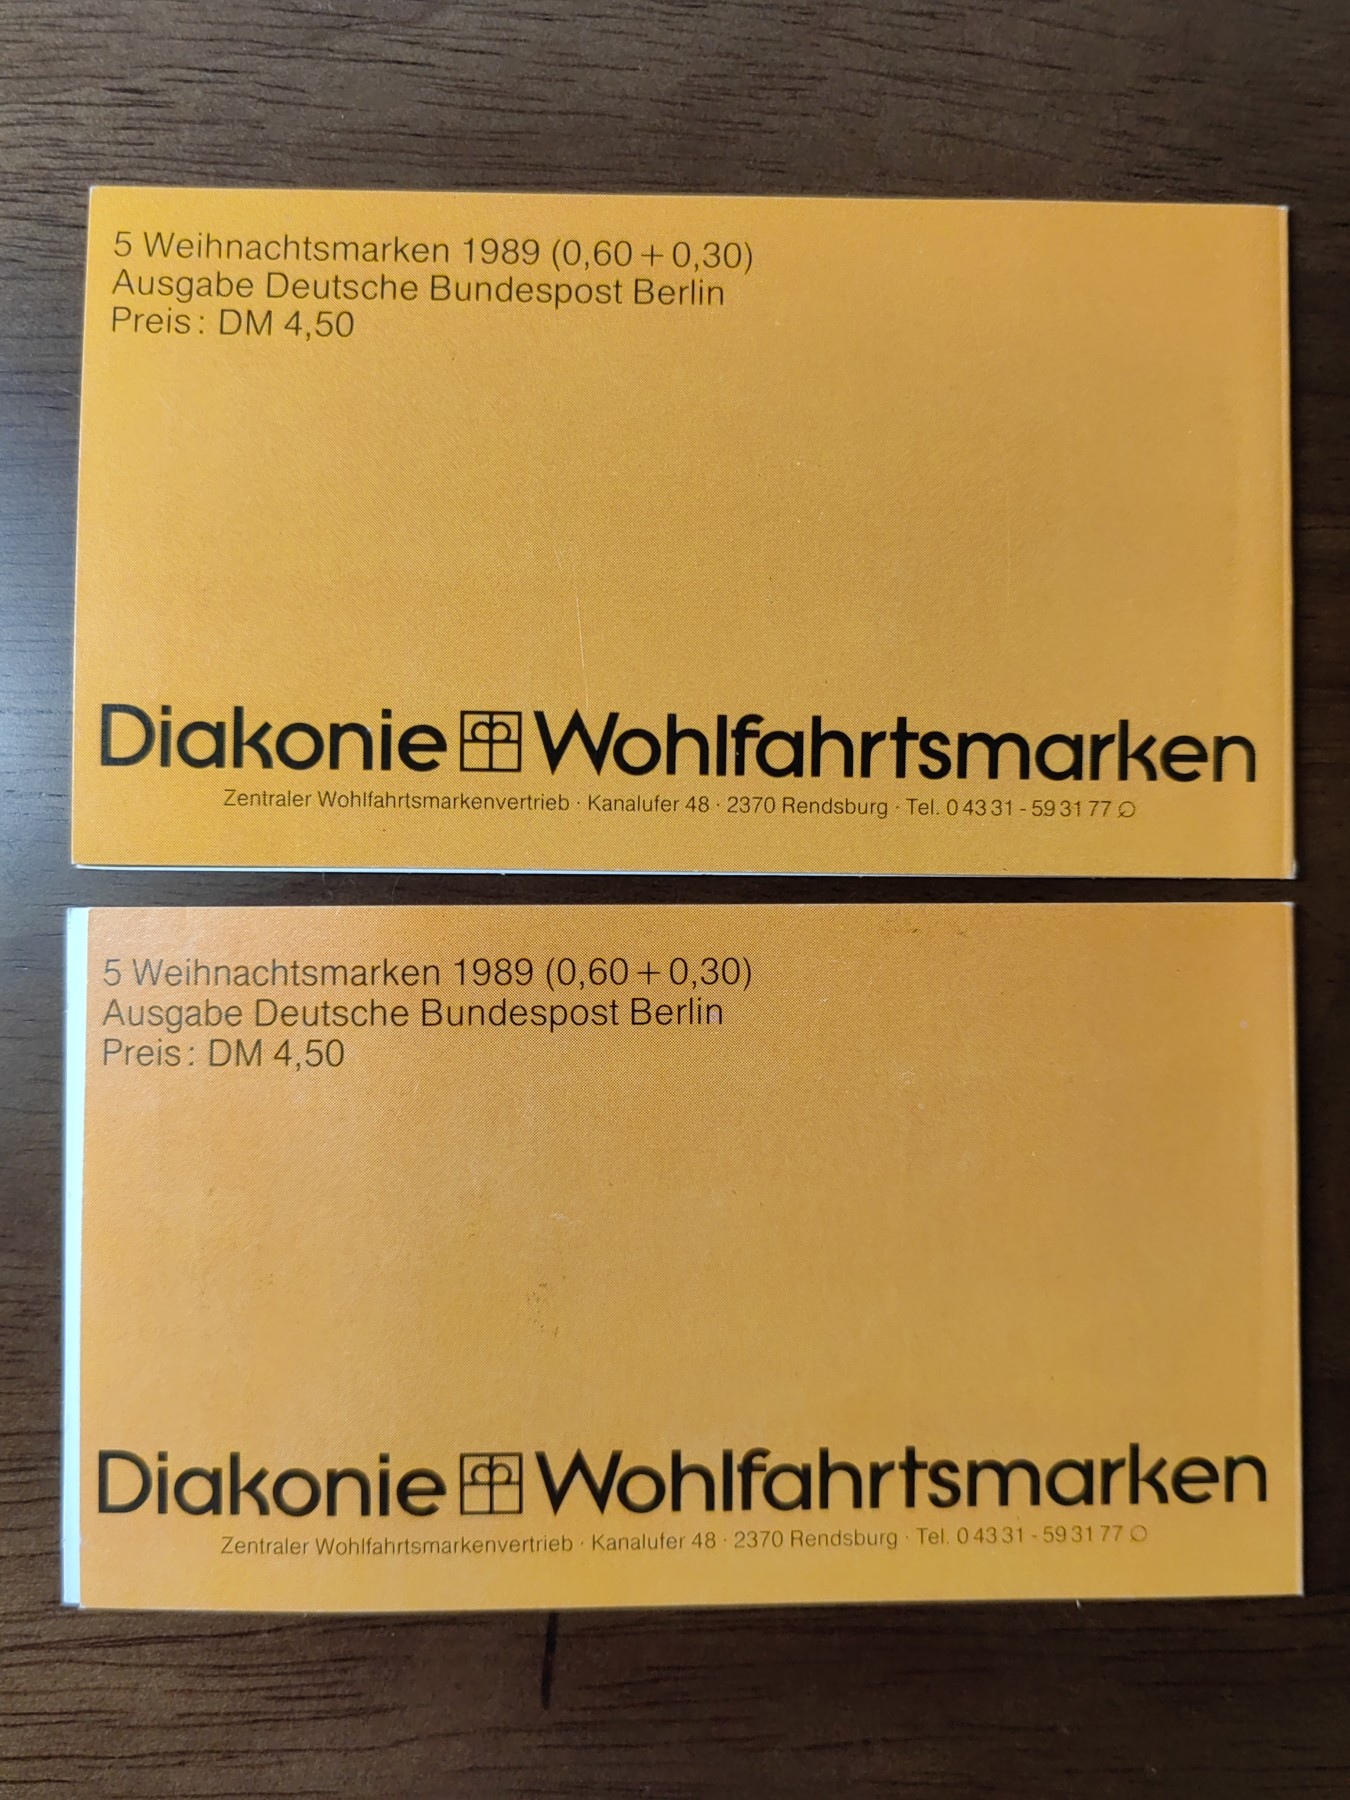 5 Weihnachtsmarken 1989 (0,60 + 0,30)
Ausgabe Deutsche Bundespost Berlin
Preis: DM 4,50
Diakonie Wohlfahrtsmarken
Zentraler Wohlfahrtsmarkenvertrieb · Kanalufer 48 · 2370 Rendsburg · Tel. 0 43 31 - 59 31 77
5 Weihnachtsmarken 1989 (0,60 + 0,30)
Ausgabe Deutsche Bundespost Berlin
Preis: DM 4,50
Diakonie Wohlfahrtsmarken
Zentraler Wohlfahrtsmarkenvertrieb · Kanalufer 48 · 2370 Rendsburg · Tel. 0 43 31 - 59 31 77